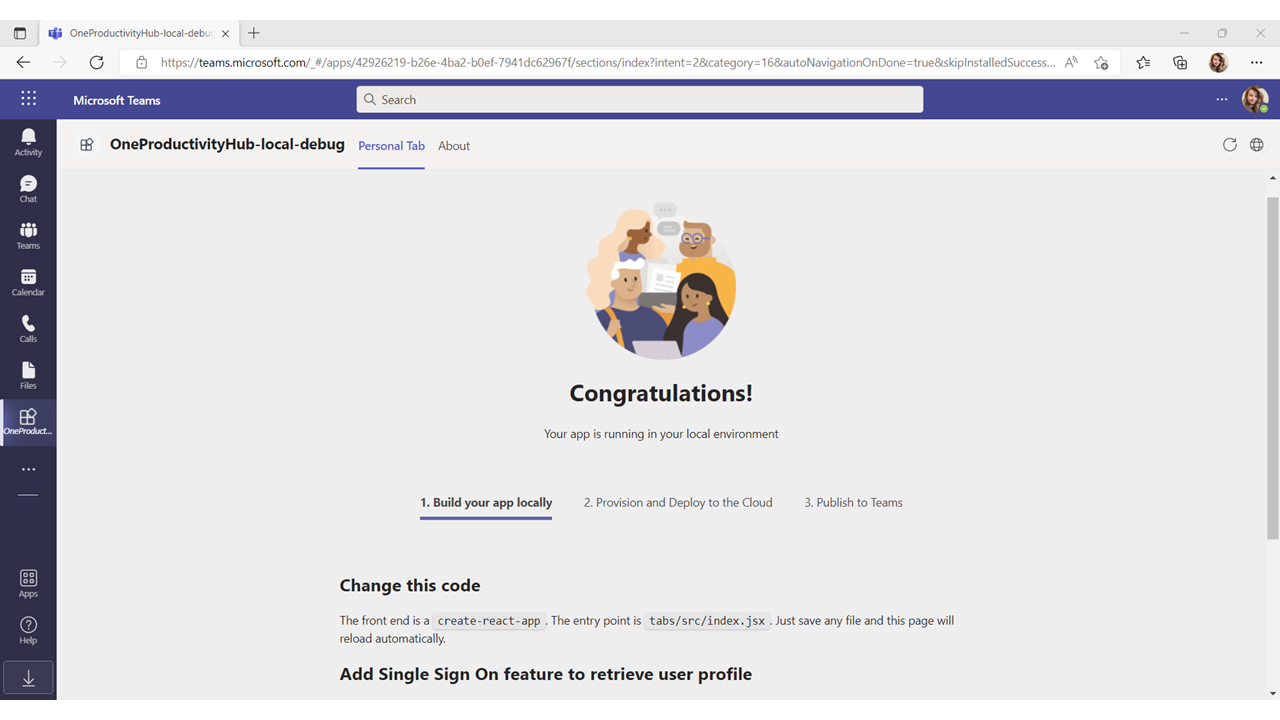 OneProductivityHub-local-debug
https://teams.microsoft.com/_#/apps/42926219-b26e-4ba2-b0ef-7941dc62967f/sections/index?intent=2&category=16&autoNavigationOnDone=true&skipInstalledSuccess...
Microsoft Teams
Search
OneProductivityHub-local-debug
Personal Tab
About
Activity
Chat
Teams
Calendar
Calls
Files
OneProduct...
Apps
Help
Congratulations!
Your app is running in your local environment
1. Build your app locally
2. Provision and Deploy to the Cloud
3. Publish to Teams
Change this code
The front end is a create-react-app. The entry point is tabs/src/index.jsx. Just save any file and this page will
reload automatically.
Add Single Sign On feature to retrieve user profile